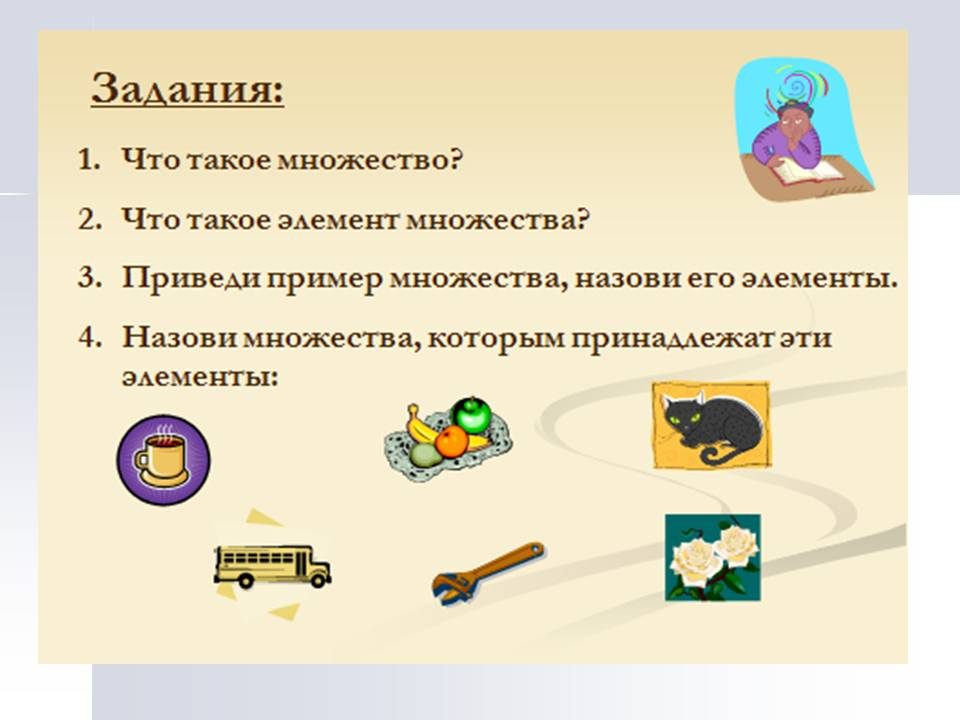 Задания:
1. Что такое множество?
2. Что такое элемент множества?
3. Приведи пример множества, назови его элементы.
4. Назови множества, которым принадлежат эти
элементы: